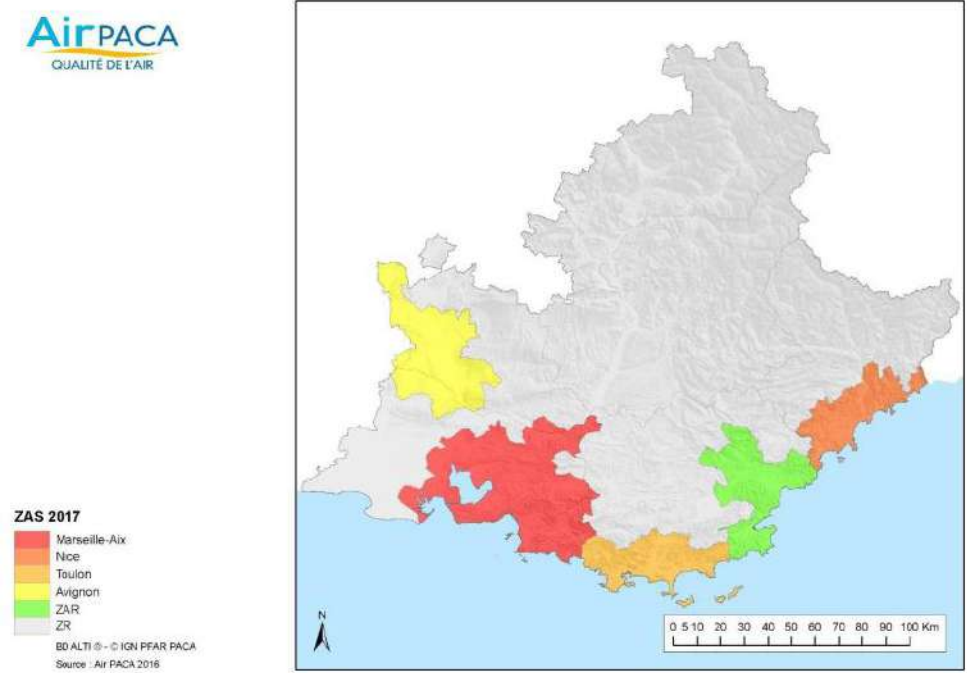 AirPACA
QUALITÉ DE L'AIR
ZAS 2017
Marseille-Aix
Nice
Toulon
Avignon
ZAR
ZR
BD ALTI ® - © IGN PFAR PACA
Source : Air PACA 2016
N
0 5 10 20 30 40 50 60 70 80 90 100 Km